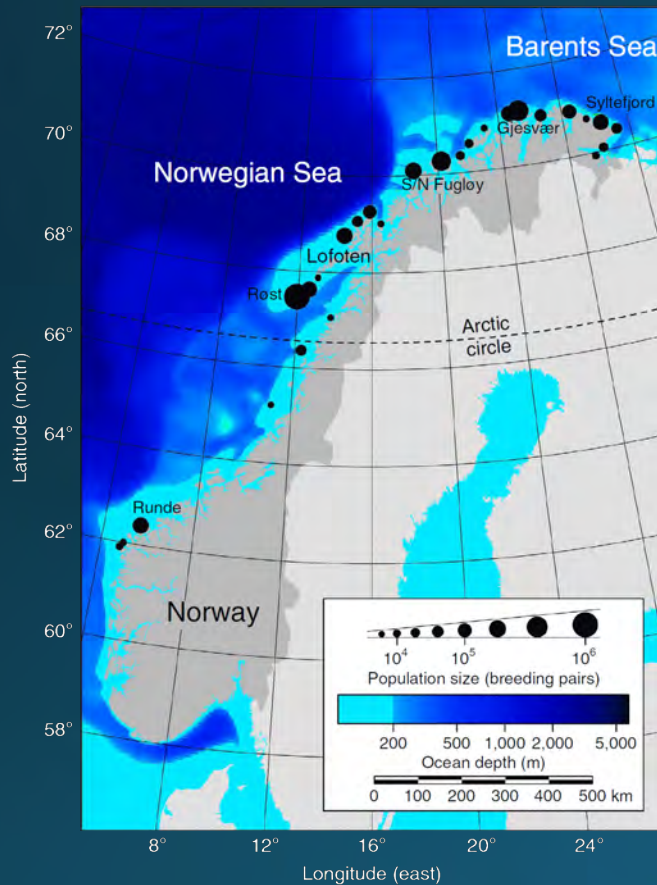 72°
70°
68°
66°
64°
62°
60°
58°
Latitude (north)
Barents Sea
Syltefjord
Gjesvær
Norwegian Sea
S/N Fugløy
Lofoten
Røst
Arctic
circle
Runde
Norway
10⁴ 10⁵ 10⁶
Population size (breeding pairs)
200 500 1,000 2,000 5,000
Ocean depth (m)
0 100 200 300 400 500 km
8° 12° 16° 20° 24°
Longitude (east)